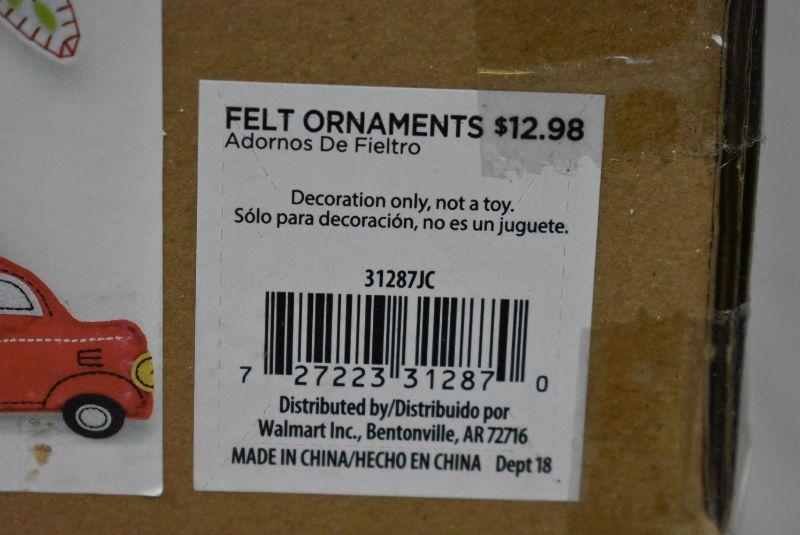 FELT ORNAMENTS $12.98
Adornos De Fieltro
Decoration only, not a toy.
Sólo para decoración, no es un juguete.
31287JC
7 27223 31287 0
Distributed by/Distribuido por
Walmart Inc., Bentonville, AR 72716
MADE IN CHINA/HECHO EN CHINA Dept 18